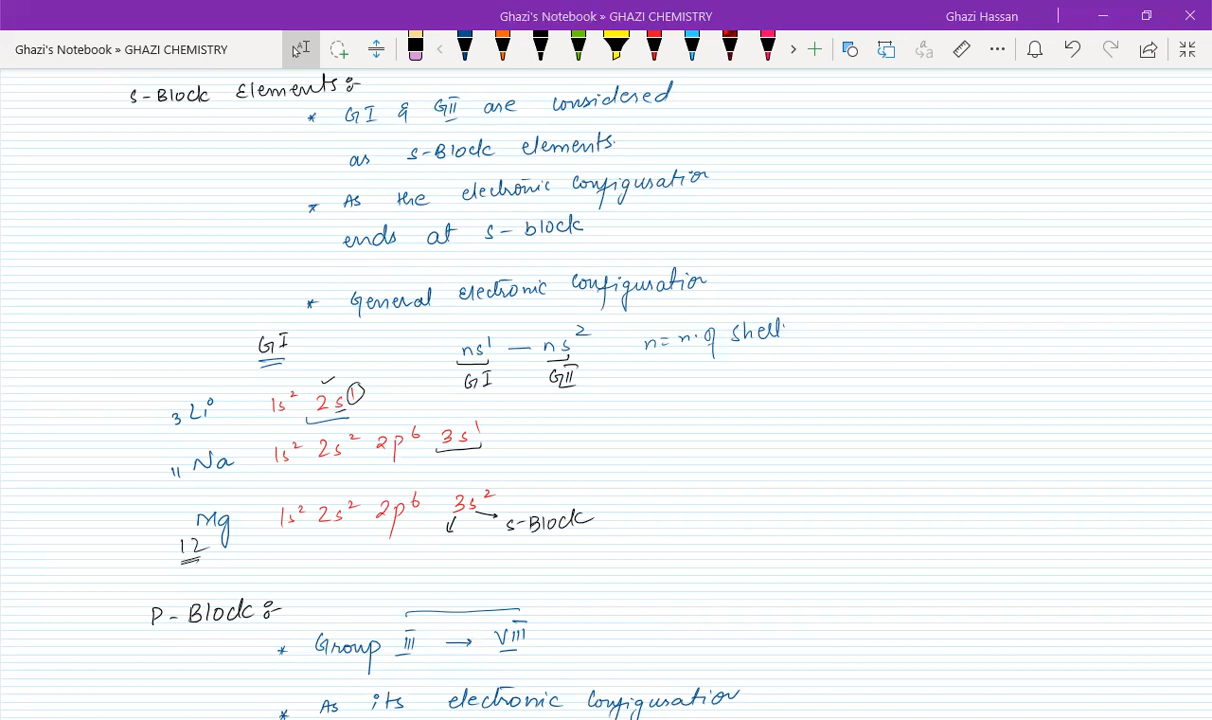 Ghazi's Notebook » GHAZI CHEMISTRY
Ghazi Hassan
Ghazi's Notebook » GHAZI CHEMISTRY
s-Block Elements:-
* GI & GII are considered
as s-Block elements.
* As the electronic configuration
ends at s-block
* General electronic configuration
GI
ns¹ — ns² n = n. of shell.
GI GII
₃Li 1s² 2s¹
₁₁Na 1s² 2s² 2p⁶ 3s¹
Mg 1s² 2s² 2p⁶ 3s²
12 s-Block
P-Block:-
* Group III → VIII
* As its electronic configuration